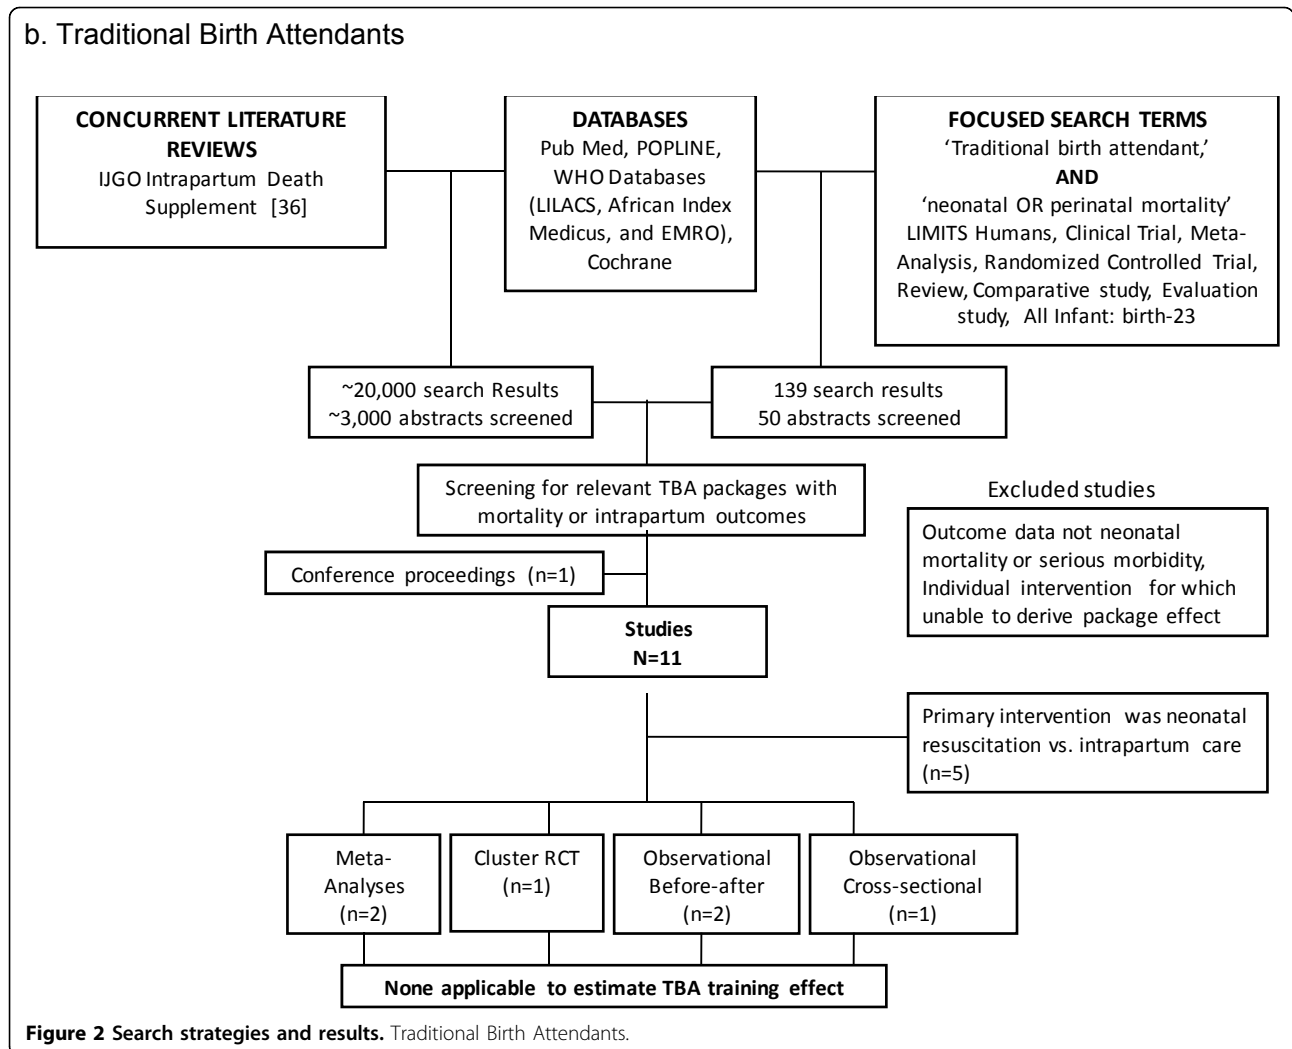 b. Traditional Birth Attendants
CONCURRENT LITERATURE
REVIEWS
IJGO Intrapartum Death
Supplement [36]
DATABASES
Pub Med, POPLINE,
WHO Databases
(LILACS, African Index
Medicus, and EMRO),
Cochrane
FOCUSED SEARCH TERMS
‘Traditional birth attendant,’
AND
‘neonatal OR perinatal mortality’
LIMITS Humans, Clinical Trial, Meta-
Analysis, Randomized Controlled Trial,
Review, Comparative study, Evaluation
study, All Infant: birth-23
~20,000 search Results
~3,000 abstracts screened
139 search results
50 abstracts screened
Screening for relevant TBA packages with
mortality or intrapartum outcomes
Excluded studies
Outcome data not neonatal
mortality or serious morbidity,
Individual intervention for which
unable to derive package effect
Conference proceedings (n=1)
Studies
N=11
Primary intervention was neonatal
resuscitation vs. intrapartum care
(n=5)
Meta-
Analyses
(n=2)
Cluster RCT
(n=1)
Observational
Before-after
(n=2)
Observational
Cross-sectional
(n=1)
None applicable to estimate TBA training effect
Figure 2 Search strategies and results. Traditional Birth Attendants.